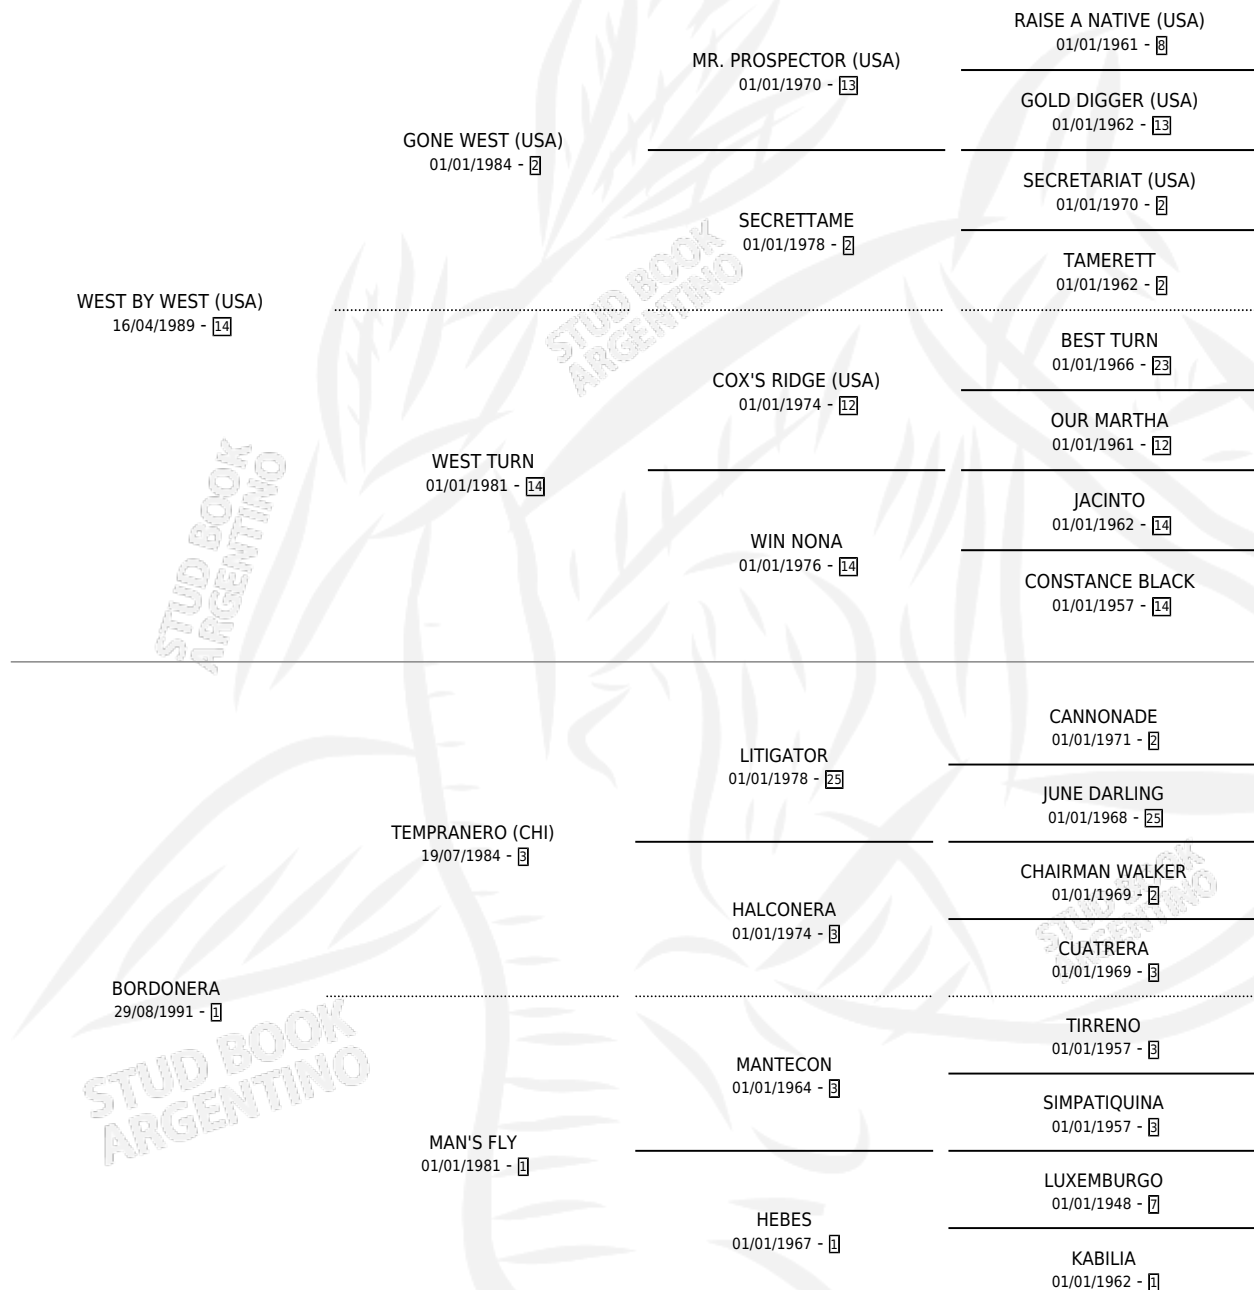 RAISE A NATIVE (USA)
01/01/1961 - 8
MR. PROSPECTOR (USA)
01/01/1970 - 13
GOLD DIGGER (USA)
01/01/1962 - 13
GONE WEST (USA)
01/01/1984 - 2
SECRETARIAT (USA)
01/01/1970 - 2
SECRETTAME
01/01/1978 - 2
TAMERETT
01/01/1962 - 2
WEST BY WEST (USA)
16/04/1989 - 14
BEST TURN
01/01/1966 - 23
COX'S RIDGE (USA)
01/01/1974 - 12
OUR MARTHA
01/01/1961 - 12
WEST TURN
01/01/1981 - 14
JACINTO
01/01/1962 - 14
WIN NONA
01/01/1976 - 14
CONSTANCE BLACK
01/01/1957 - 14
CANNONADE
01/01/1971 - 2
LITIGATOR
01/01/1978 - 25
JUNE DARLING
01/01/1968 - 25
TEMPRANERO (CHI)
19/07/1984 - 3
CHAIRMAN WALKER
01/01/1969 - 2
HALCONERA
01/01/1974 - 3
CUATRERA
01/01/1969 - 3
BORDONERA
29/08/1991 - 1
TIRRENO
01/01/1957 - 3
MANTECON
01/01/1964 - 3
SIMPATIQUINA
01/01/1957 - 3
MAN'S FLY
01/01/1981 - 1
LUXEMBURGO
01/01/1948 - 7
HEBES
01/01/1967 - 1
KABILIA
01/01/1962 - 1
STUD BOOK
ARGENTINO
STUD BOOK
ARGENTINO
STUD BOOK
ARGENTINO
STUD BOOK
ARGENTINO